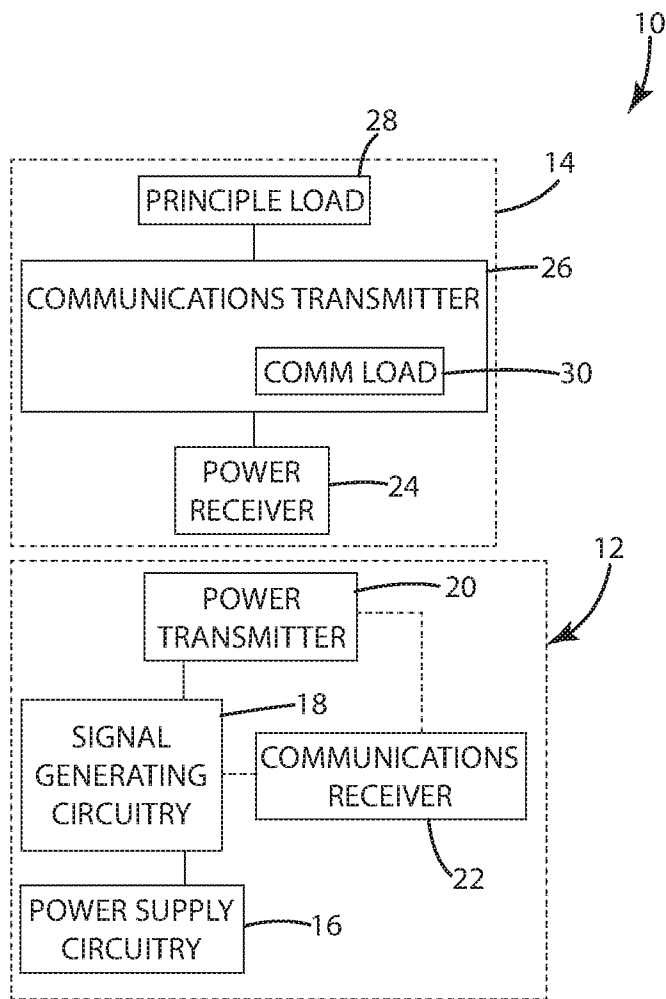 10
28
14
PRINCIPLE LOAD
26
COMMUNICATIONS TRANSMITTER
COMM LOAD
30
POWER
RECEIVER
24
12
20
POWER
TRANSMITTER
18
SIGNAL
GENERATING
CIRCUITRY
COMMUNICATIONS
RECEIVER
22
POWER SUPPLY
CIRCUITRY
16